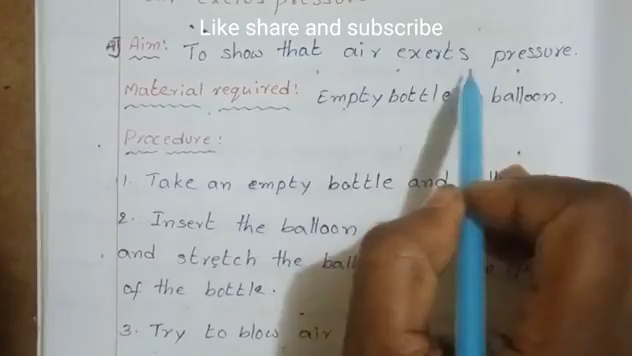 Like share and subscribe
A) Aim: To show that air exerts pressure.
Material required: Empty bottle balloon.
Procedure:
1. Take an empty bottle and
2. Insert the balloon
and stretch the
of the bottle.
3. Try to blow air